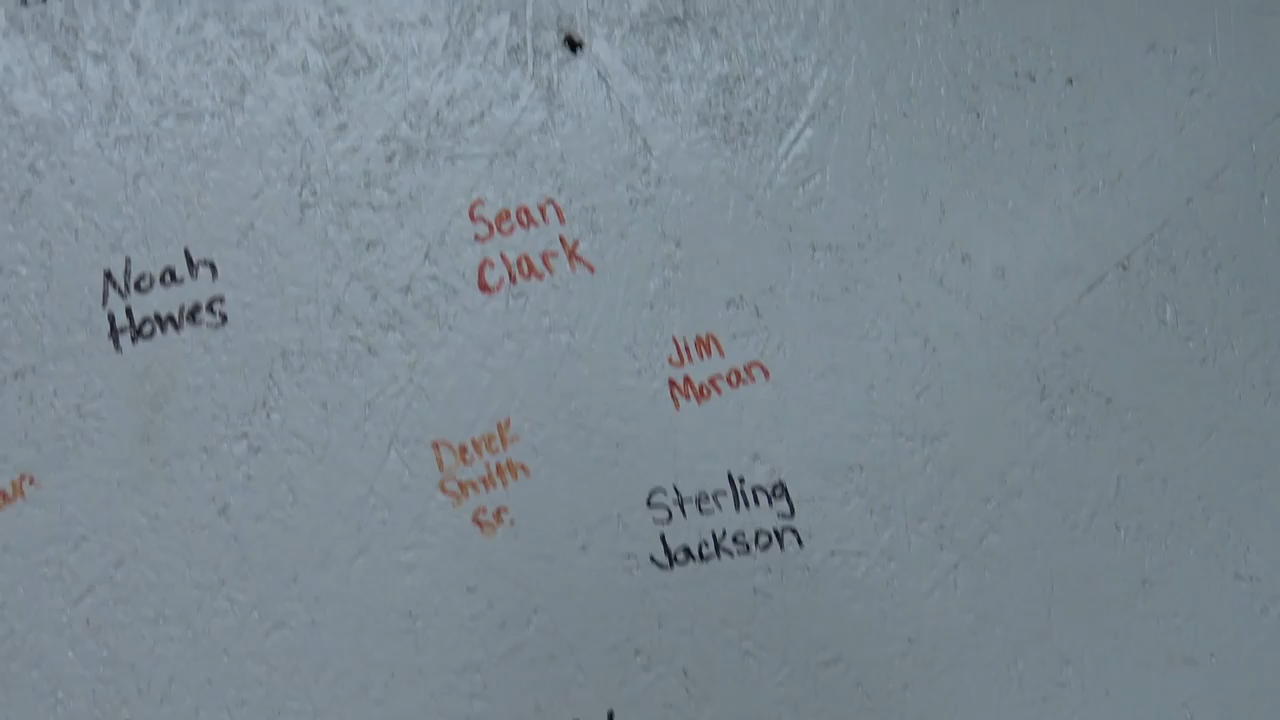 Sean
Clark
Noah
Howes
JIM
Moran
Derek
Smith
Sr.
Sterling
Jackson